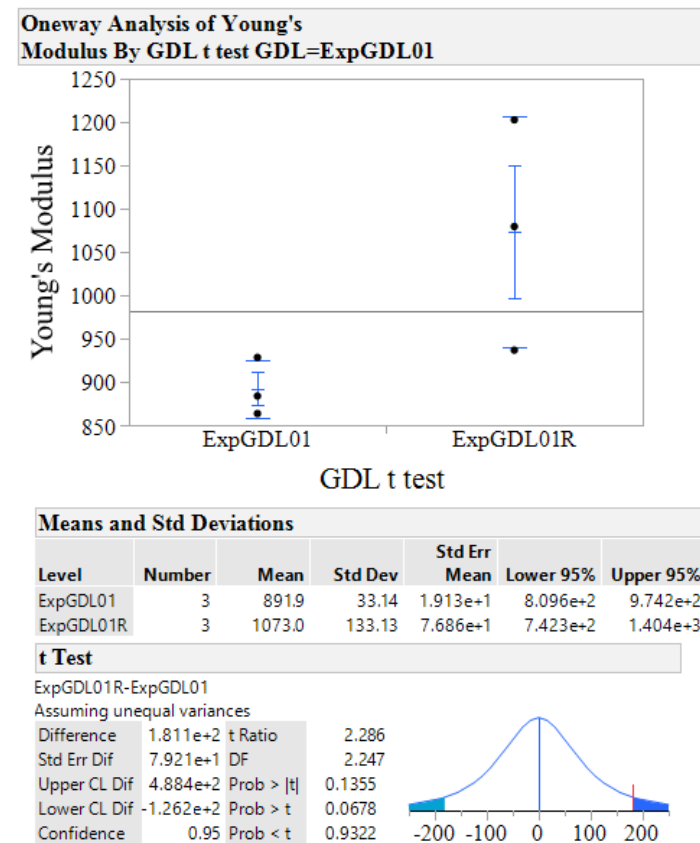 Oneway Analysis of Young's
Modulus By GDL t test GDL=ExpGDL01
1250
1200
1150
1100
1050
1000
950
900
850
Young's Modulus
ExpGDL01 ExpGDL01R
GDL t test
Means and Std Deviations
Std Err
Level Number Mean Std Dev Mean Lower 95% Upper 95%
ExpGDL01 3 891.9 33.14 1.913e+1 8.096e+2 9.742e+2
ExpGDL01R 3 1073.0 133.13 7.686e+1 7.423e+2 1.404e+3
t Test
ExpGDL01R-ExpGDL01
Assuming unequal variances
Difference 1.811e+2 t Ratio 2.286
Std Err Dif 7.921e+1 DF 2.247
Upper CL Dif 4.884e+2 Prob > |t| 0.1355
Lower CL Dif -1.262e+2 Prob > t 0.0678
Confidence 0.95 Prob < t 0.9322
-200 -100 0 100 200